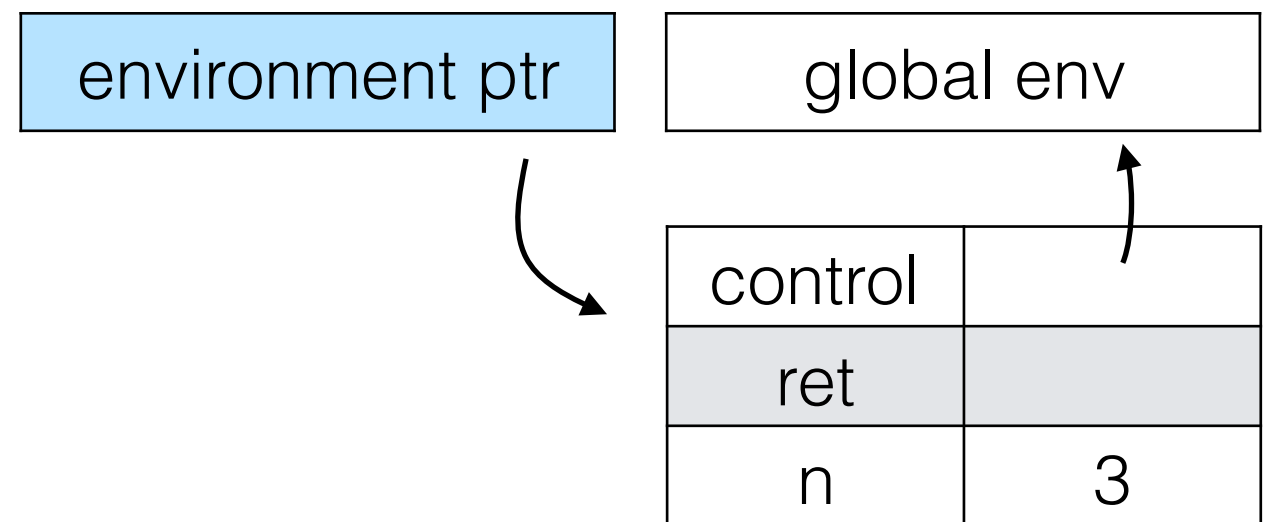 environment ptr
global env
control
ret
n 3